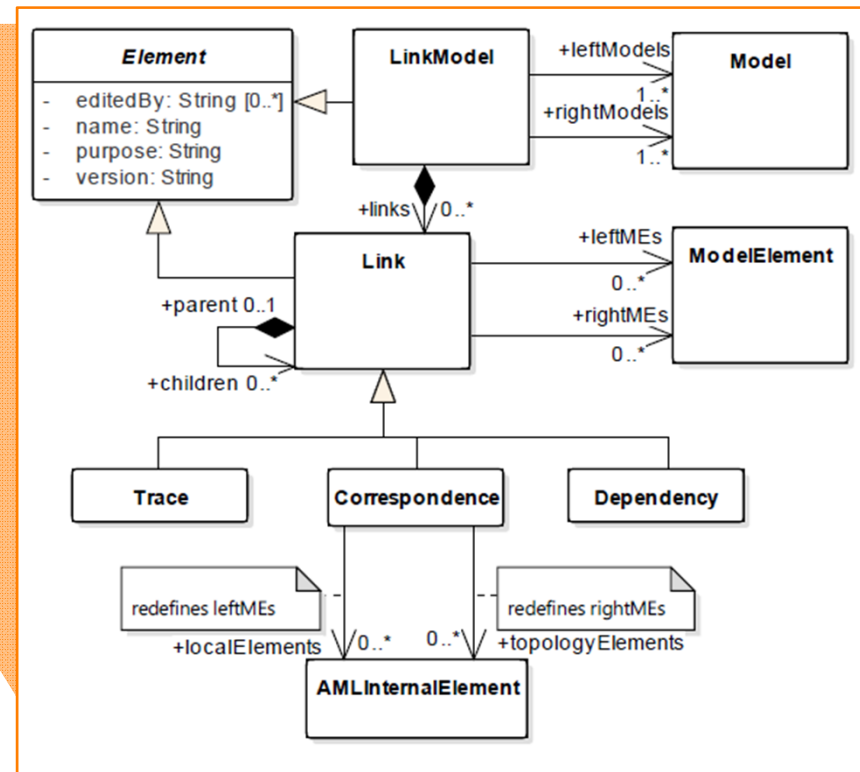 Element
- editedBy: String [0..*]
- name: String
- purpose: String
- version: String
LinkModel
+leftModels
1..*
+rightModels
1..*
Model
+links
0..*
Link
+parent 0..1
+children 0..*
+leftMEs
0..*
+rightMEs
0..*
ModelElement
Trace
Correspondence
Dependency
redefines leftMEs
redefines rightMEs
+localElements
0..*
0..*
+topologyElements
AMLInternalElement